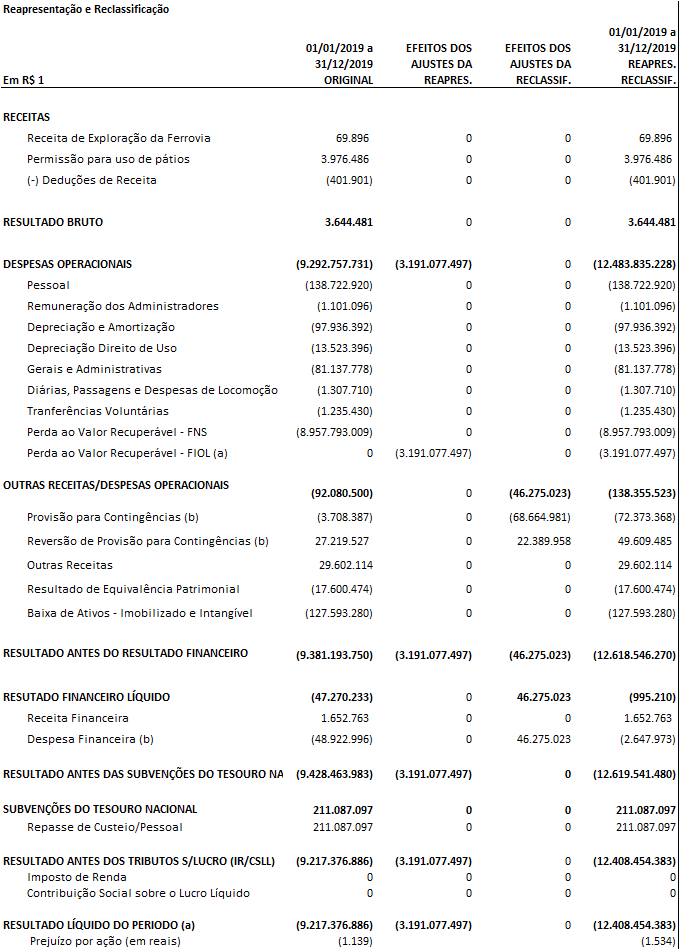 Reapresentação e Reclassificação
01/01/2019 a
01/01/2019 a EFEITOS DOS EFEITOS DOS 31/12/2019
31/12/2019 AJUSTES DA AJUSTES DA REAPRES.
Em R$ 1 ORIGINAL REAPRES. RECLASSIF. RECLASSIF.
RECEITAS
Receita de Exploração da Ferrovia 69.896 0 0 69.896
Permissão para uso de pátios 3.976.486 0 0 3.976.486
(-) Deduções de Receita (401.901) 0 0 (401.901)
RESULTADO BRUTO 3.644.481 0 0 3.644.481
DESPESAS OPERACIONAIS (9.292.757.731) (3.191.077.497) 0 (12.483.835.228)
Pessoal (138.722.920) 0 0 (138.722.920)
Remuneração dos Administradores (1.101.096) 0 0 (1.101.096)
Depreciação e Amortização (97.936.392) 0 0 (97.936.392)
Depreciação Direito de Uso (13.523.396) 0 0 (13.523.396)
Gerais e Administrativas (81.137.778) 0 0 (81.137.778)
Diárias, Passagens e Despesas de Locomoção (1.307.710) 0 0 (1.307.710)
Tranferências Voluntárias (1.235.430) 0 0 (1.235.430)
Perda ao Valor Recuperável - FNS (8.957.793.009) 0 0 (8.957.793.009)
Perda ao Valor Recuperável - FIOL (a) 0 (3.191.077.497) 0 (3.191.077.497)
OUTRAS RECEITAS/DESPESAS OPERACIONAIS (92.080.500) 0 (46.275.023) (138.355.523)
Provisão para Contingências (b) (3.708.387) 0 (68.664.981) (72.373.368)
Reversão de Provisão para Contingências (b) 27.219.527 0 22.389.958 49.609.485
Outras Receitas 29.602.114 0 0 29.602.114
Resultado de Equivalência Patrimonial (17.600.474) 0 0 (17.600.474)
Baixa de Ativos - Imobilizado e Intangível (127.593.280) 0 0 (127.593.280)
RESULTADO ANTES DO RESULTADO FINANCEIRO (9.381.193.750) (3.191.077.497) (46.275.023) (12.618.546.270)
RESUTADO FINANCEIRO LÍQUIDO (47.270.233) 0 46.275.023 (995.210)
Receita Financeira 1.652.763 0 0 1.652.763
Despesa Financeira (b) (48.922.996) 0 46.275.023 (2.647.973)
RESULTADO ANTES DAS SUBVENÇÕES DO TESOURO NA (9.428.463.983) (3.191.077.497) 0 (12.619.541.480)
SUBVENÇÕES DO TESOURO NACIONAL 211.087.097 0 0 211.087.097
Repasse de Custeio/Pessoal 211.087.097 0 0 211.087.097
RESULTADO ANTES DOS TRIBUTOS S/LUCRO (IR/CSLL) (9.217.376.886) (3.191.077.497) 0 (12.408.454.383)
Imposto de Renda 0 0 0 0
Contribuição Social sobre o Lucro Líquido 0 0 0 0
RESULTADO LÍQUIDO DO PERIODO (a) (9.217.376.886) (3.191.077.497) 0 (12.408.454.383)
Prejuízo por ação (em reais) (1.139) (1.534)